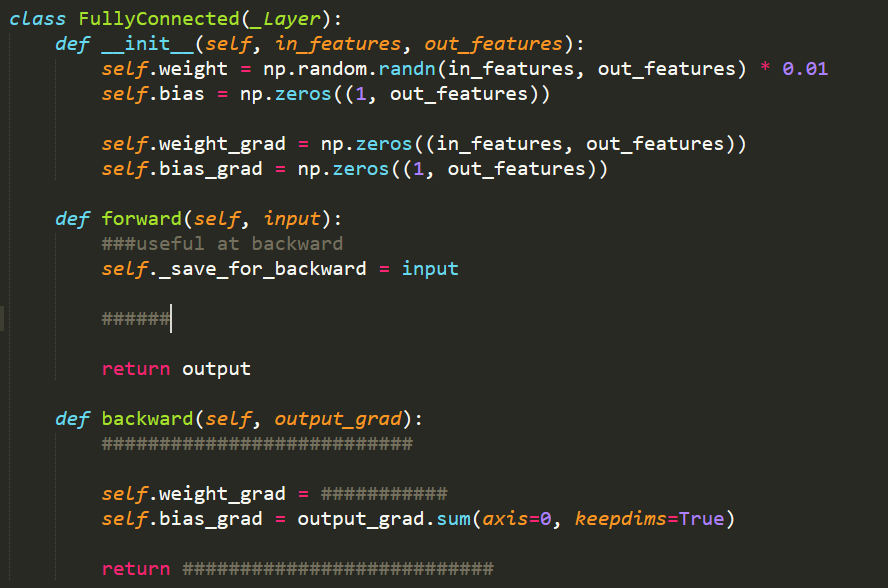 class FullyConnected(_Layer):
    def __init__(self, in_features, out_features):
        self.weight = np.random.randn(in_features, out_features) * 0.01
        self.bias = np.zeros((1, out_features))

        self.weight_grad = np.zeros((in_features, out_features))
        self.bias_grad = np.zeros((1, out_features))

    def forward(self, input):
        ###useful at backward
        self._save_for_backward = input

        ######

        return output

    def backward(self, output_grad):
        ###########################

        self.weight_grad = ###########
        self.bias_grad = output_grad.sum(axis=0, keepdims=True)

        return ###########################